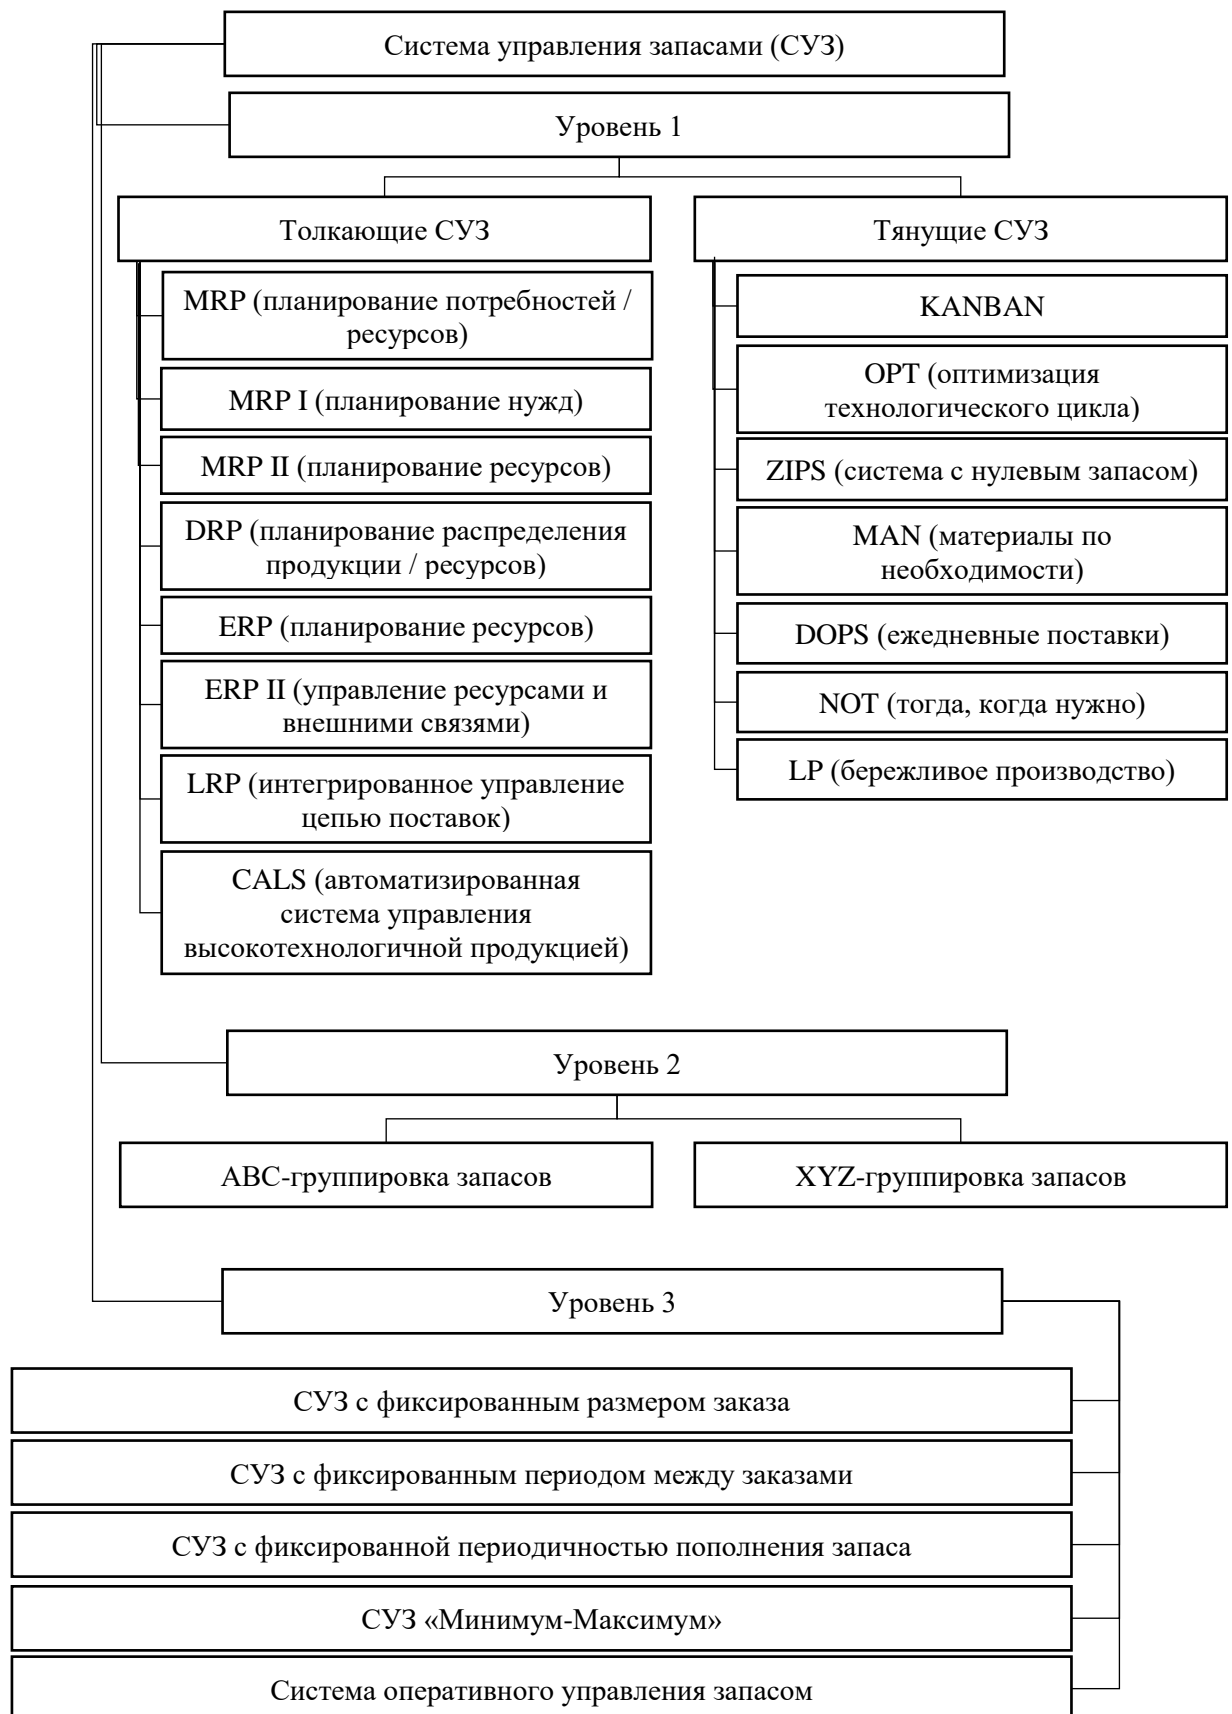 Система управления запасами (СУЗ)
Уровень 1
Толкающие СУЗ
MRP (планирование потребностей /
ресурсов)
MRP I (планирование нужд)
MRP II (планирование ресурсов)
DRP (планирование распределения
продукции / ресурсов)
ERP (планирование ресурсов)
ERP II (управление ресурсами и
внешними связями)
LRP (интегрированное управление
цепью поставок)
CALS (автоматизированная
система управления
высокотехнологичной продукцией)
Тянущие СУЗ
KANBAN
OPT (оптимизация
технологического цикла)
ZIPS (система с нулевым запасом)
MAN (материалы по
необходимости)
DOPS (ежедневные поставки)
NOT (тогда, когда нужно)
LP (бережливое производство)
Уровень 2
ABC-группировка запасов
XYZ-группировка запасов
Уровень 3
СУЗ с фиксированным размером заказа
СУЗ с фиксированным периодом между заказами
СУЗ с фиксированной периодичностью пополнения запаса
СУЗ «Минимум-Максимум»
Система оперативного управления запасом